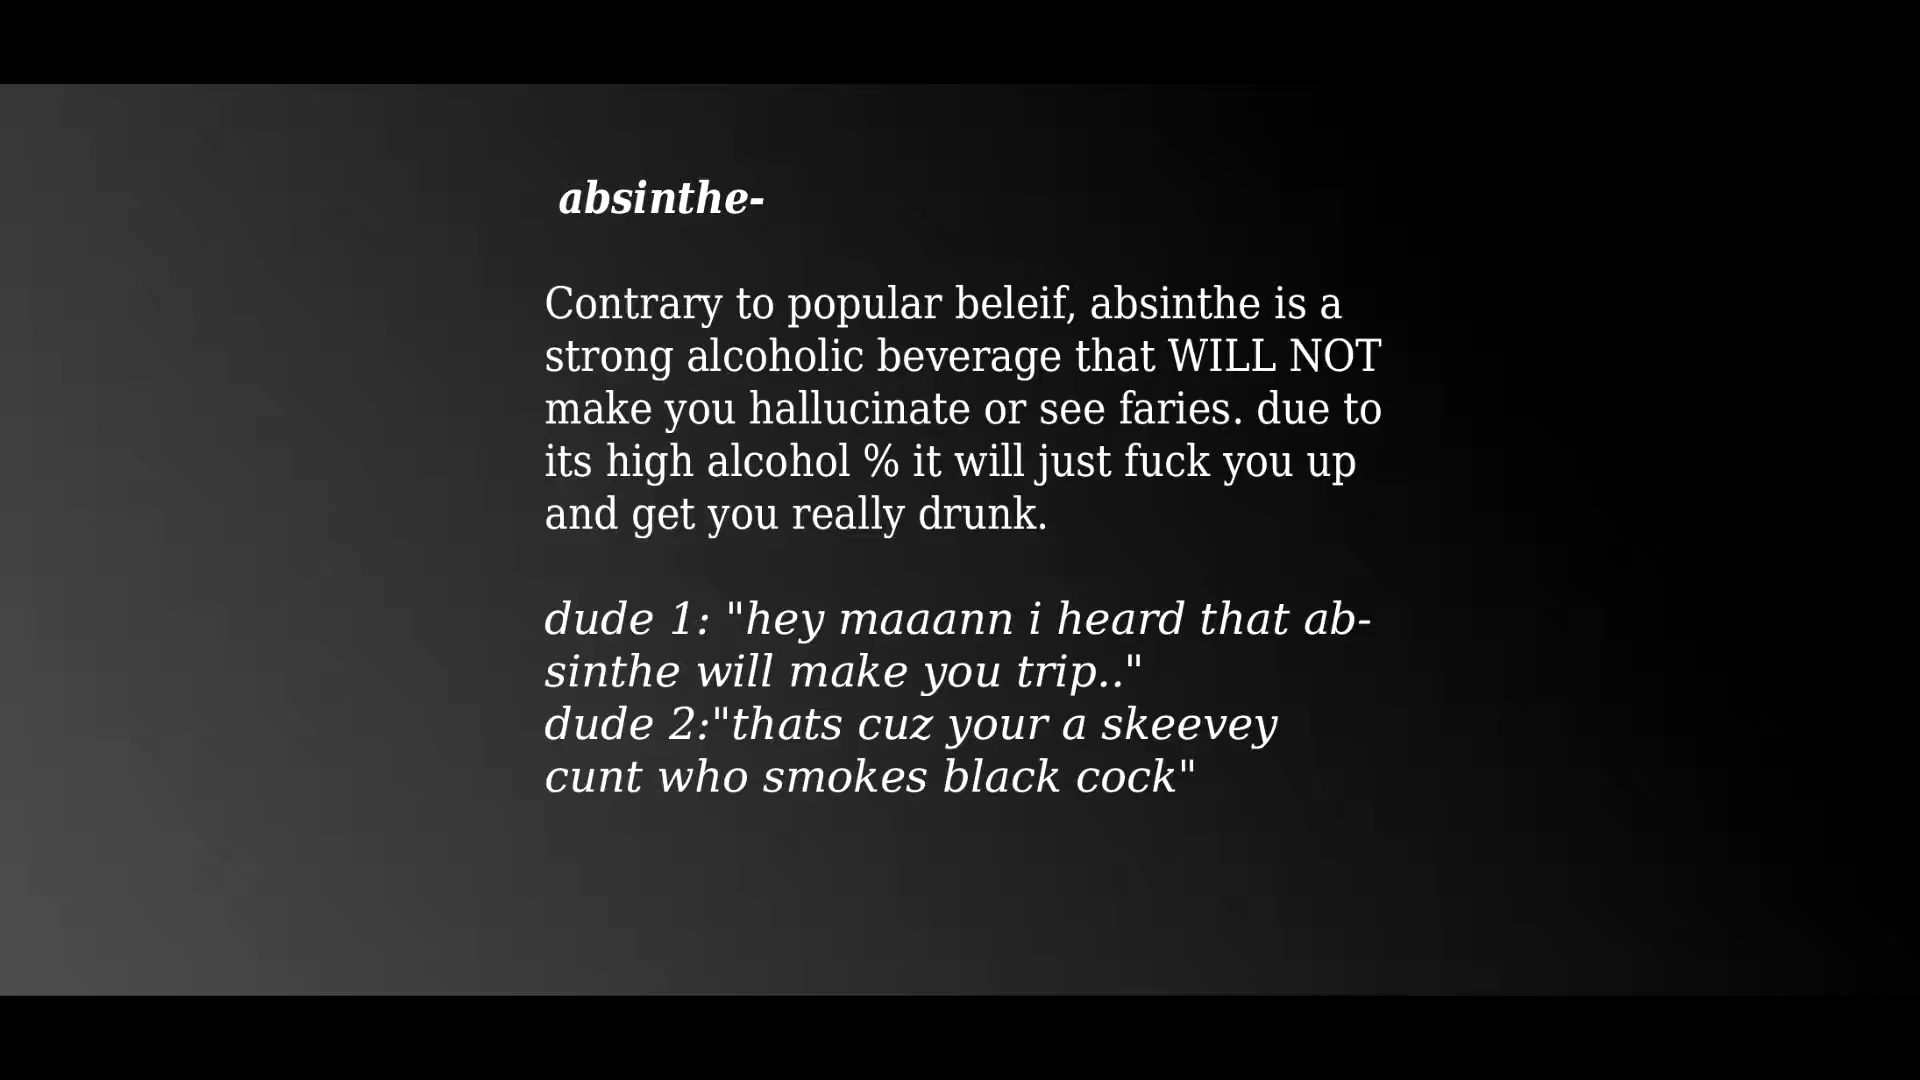 absinthe-
Contrary to popular beleif, absinthe is a
strong alcoholic beverage that WILL NOT
make you hallucinate or see faries. due to
its high alcohol % it will just fuck you up
and get you really drunk.
dude 1: "hey maaann i heard that ab-
sinthe will make you trip.."
dude 2:"thats cuz your a skeevey
cunt who smokes black cock"